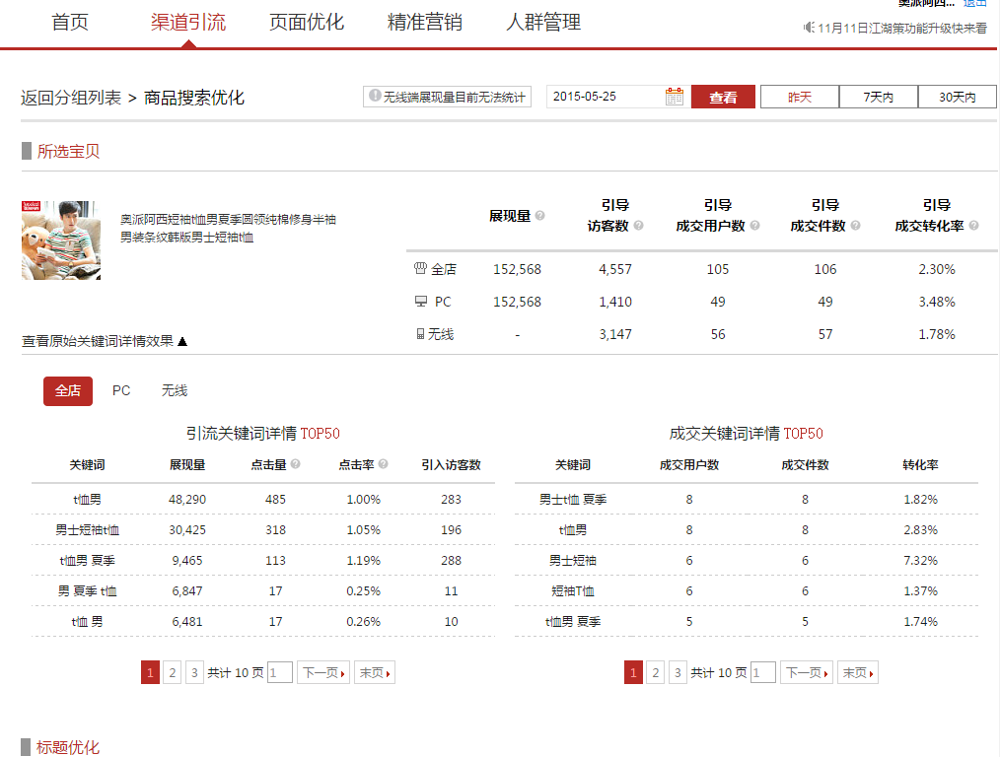 奥派阿西... 退出
首页 渠道引流 页面优化 精准营销 人群管理
11月11日江湖策功能升级快来看
返回分组列表 > 商品搜索优化 无线端展现量目前无法统计 2015-05-25 查看 昨天 7天内 30天内
所选宝贝
奥派阿西短袖t恤男夏季圆领纯棉修身半袖
男装条纹韩版男士短袖t恤
展现量 引导访客数 引导成交用户数 引导成交件数 引导成交转化率
全店 152,568 4,557 105 106 2.30%
PC 152,568 1,410 49 49 3.48%
无线 - 3,147 56 57 1.78%
查看原始关键词详情效果▲
全店 PC 无线
引流关键词详情 TOP50
关键词 展现量 点击量 点击率 引入访客数
t恤男 48,290 485 1.00% 283
男士短袖t恤 30,425 318 1.05% 196
t恤男 夏季 9,465 113 1.19% 288
男 夏季 t恤 6,847 17 0.25% 11
t恤 男 6,481 17 0.26% 10
1 2 3 共计 10 页 1 下一页 末页
成交关键词详情 TOP50
关键词 成交用户数 成交件数 转化率
男士t恤 夏季 8 8 1.82%
t恤男 8 8 2.83%
男士短袖 6 6 7.32%
短袖T恤 6 6 1.37%
t恤男 夏季 5 5 1.74%
1 2 3 共计 10 页 1 下一页 末页
标题优化